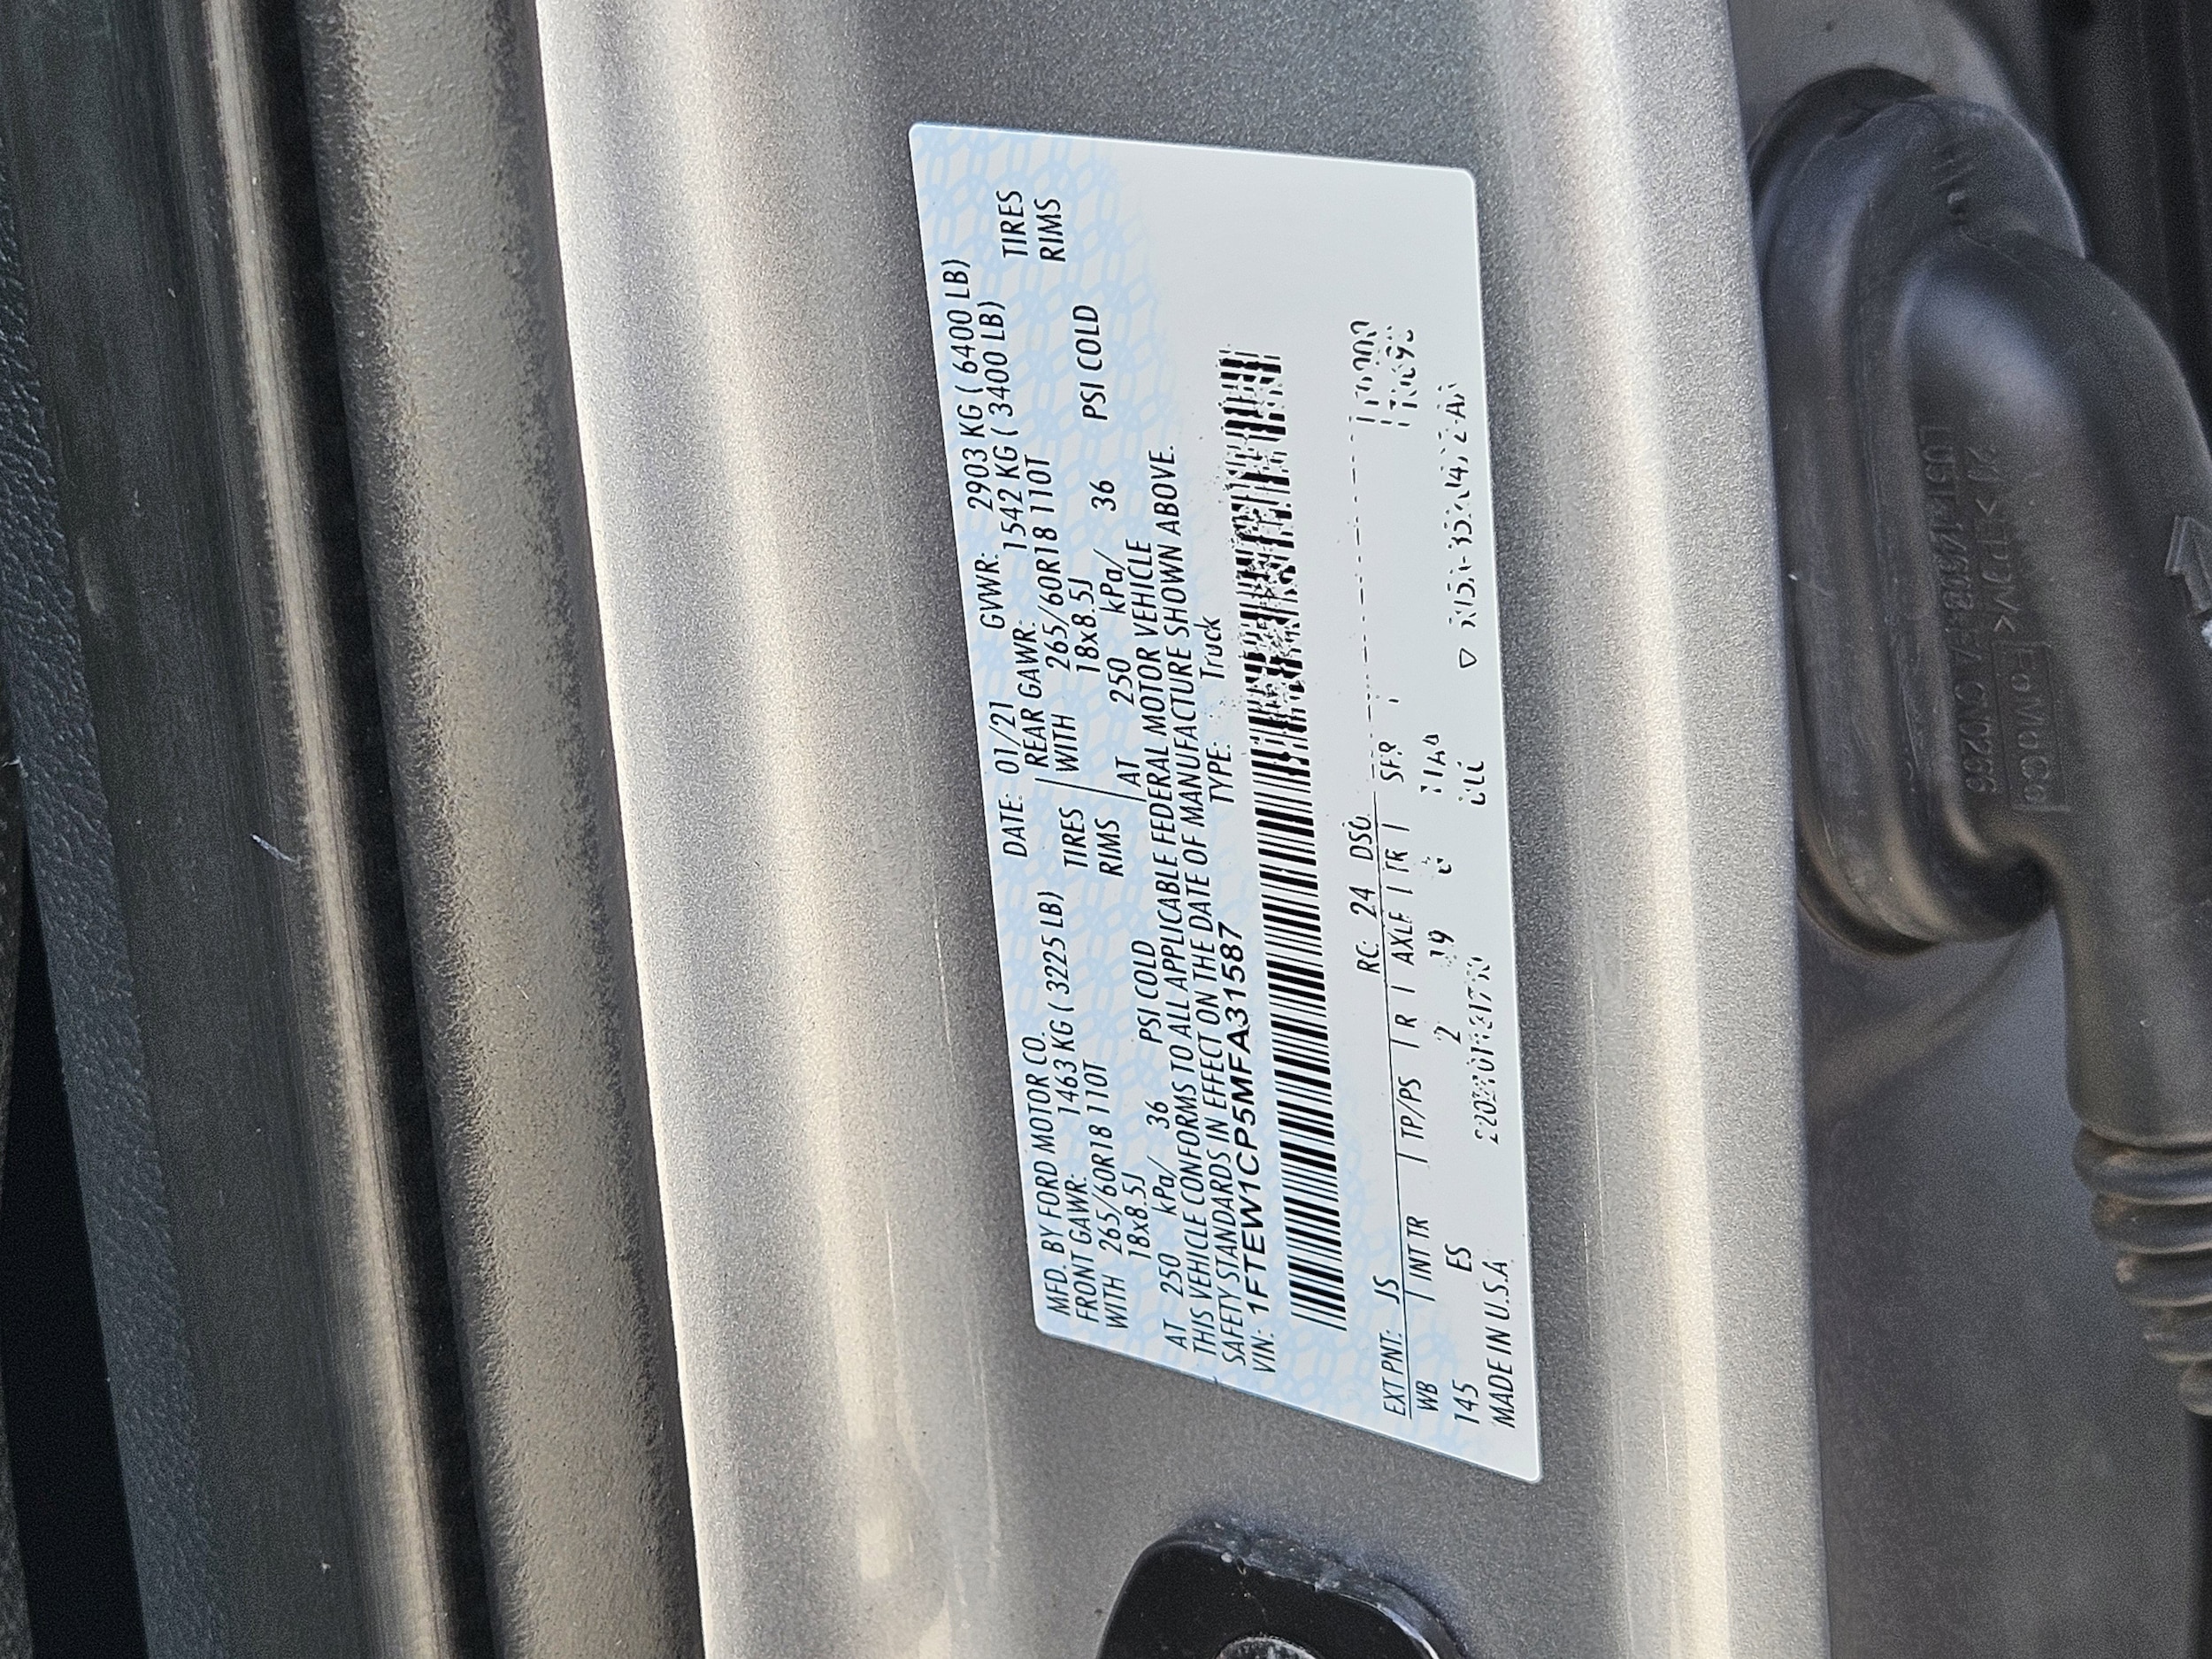 MFD. BY FORD MOTOR CO. DATE: 01/21 GVWR: 2903 KG ( 6400 LB)
FRONT GAWR: 1463 KG ( 3225 LB) REAR GAWR: 1542 KG ( 3400 LB)
WITH 265/60R18 110T TIRES WITH 265/60R18 110T TIRES
18x8.5J RIMS 18x8.5J RIMS
AT 250 kPa/ 36 PSI COLD AT 250 kPa/ 36 PSI COLD
THIS VEHICLE CONFORMS TO ALL APPLICABLE FEDERAL MOTOR VEHICLE
SAFETY STANDARDS IN EFFECT ON THE DATE OF MANUFACTURE SHOWN ABOVE.
VIN: 1FTEW1CP5MFA31587 TYPE: Truck
EXT PNT: JS RC: 24 DSO:
WB | INT TR | TP/PS | R | AXLE | TR | SPR
145 ES 2 19
MADE IN U.S.A.
FoMoCo